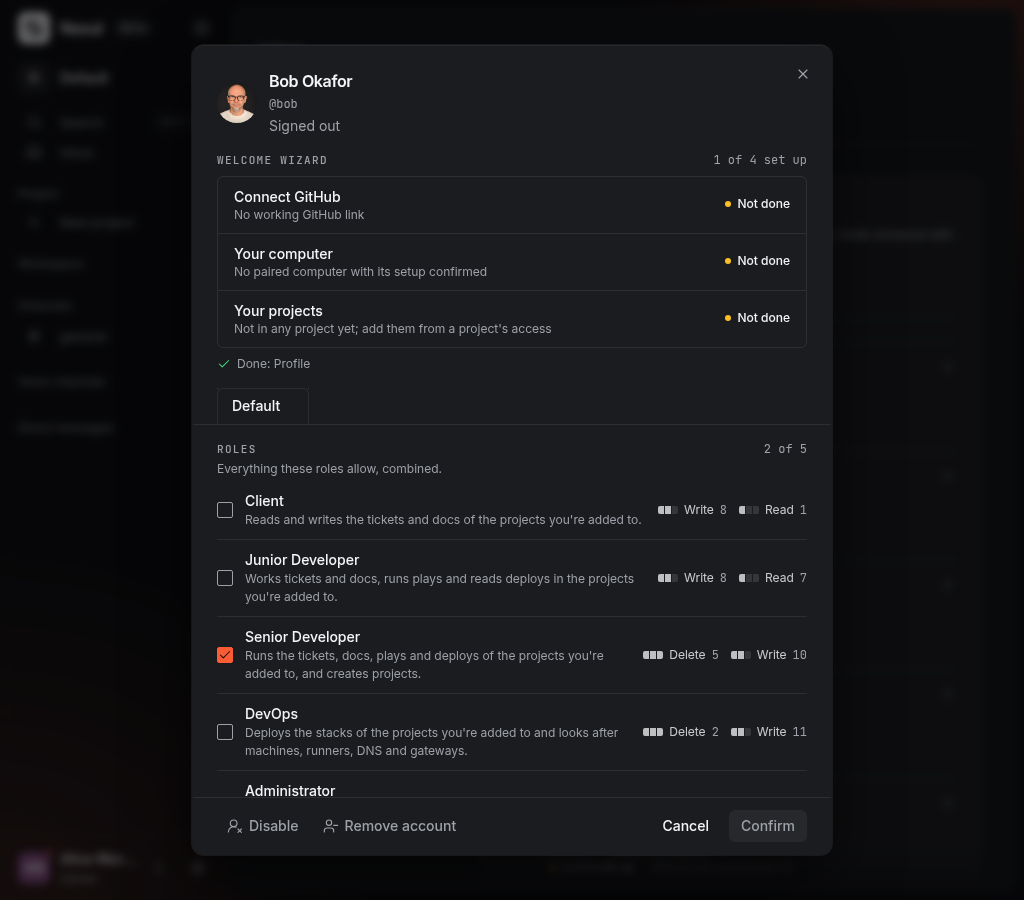 Bob Okafor
@bob
Signed out
WELCOME WIZARD 1 of 4 set up
Connect GitHub
No working GitHub link
Not done
Your computer
No paired computer with its setup confirmed
Not done
Your projects
Not in any project yet; add them from a project's access
Not done
Done: Profile
Default
ROLES 2 of 5
Everything these roles allow, combined.
Client
Reads and writes the tickets and docs of the projects you're added to.
Write 8 Read 1
Junior Developer
Works tickets and docs, runs plays and reads deploys in the projects
you're added to.
Write 8 Read 7
Senior Developer
Runs the tickets, docs, plays and deploys of the projects you're
added to, and creates projects.
Delete 5 Write 10
DevOps
Deploys the stacks of the projects you're added to and looks after
machines, runners, DNS and gateways.
Delete 2 Write 11
Administrator
Disable Remove account Cancel Confirm